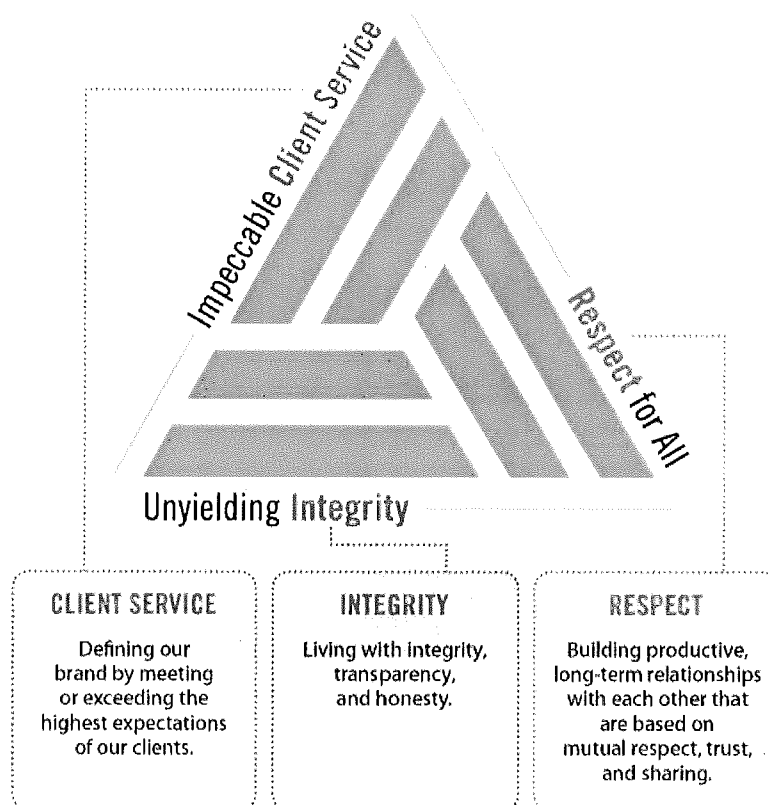 Impeccable Client Service
Respect for All
Unyielding Integrity
CLIENT SERVICE
Defining our
brand by meeting
or exceeding the
highest expectations
of our clients.
INTEGRITY
Living with integrity,
transparency,
and honesty.
RESPECT
Building productive,
long-term relationships
with each other that
are based on
mutual respect, trust,
and sharing.